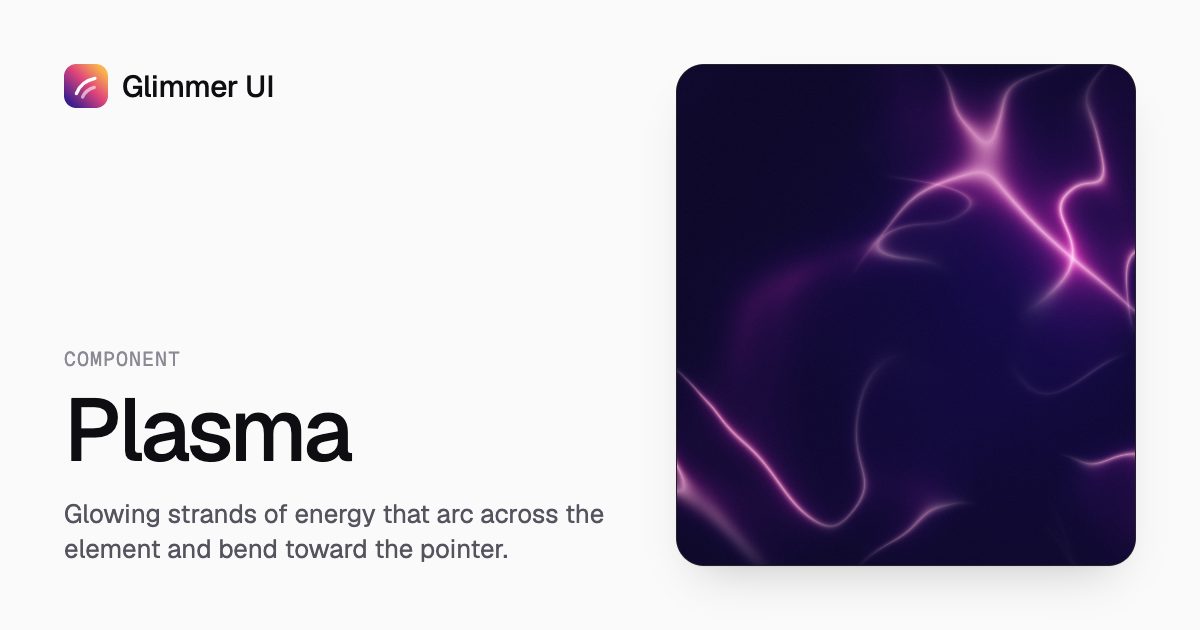 Glimmer UI
COMPONENT
Plasma
Glowing strands of energy that arc across the
element and bend toward the pointer.